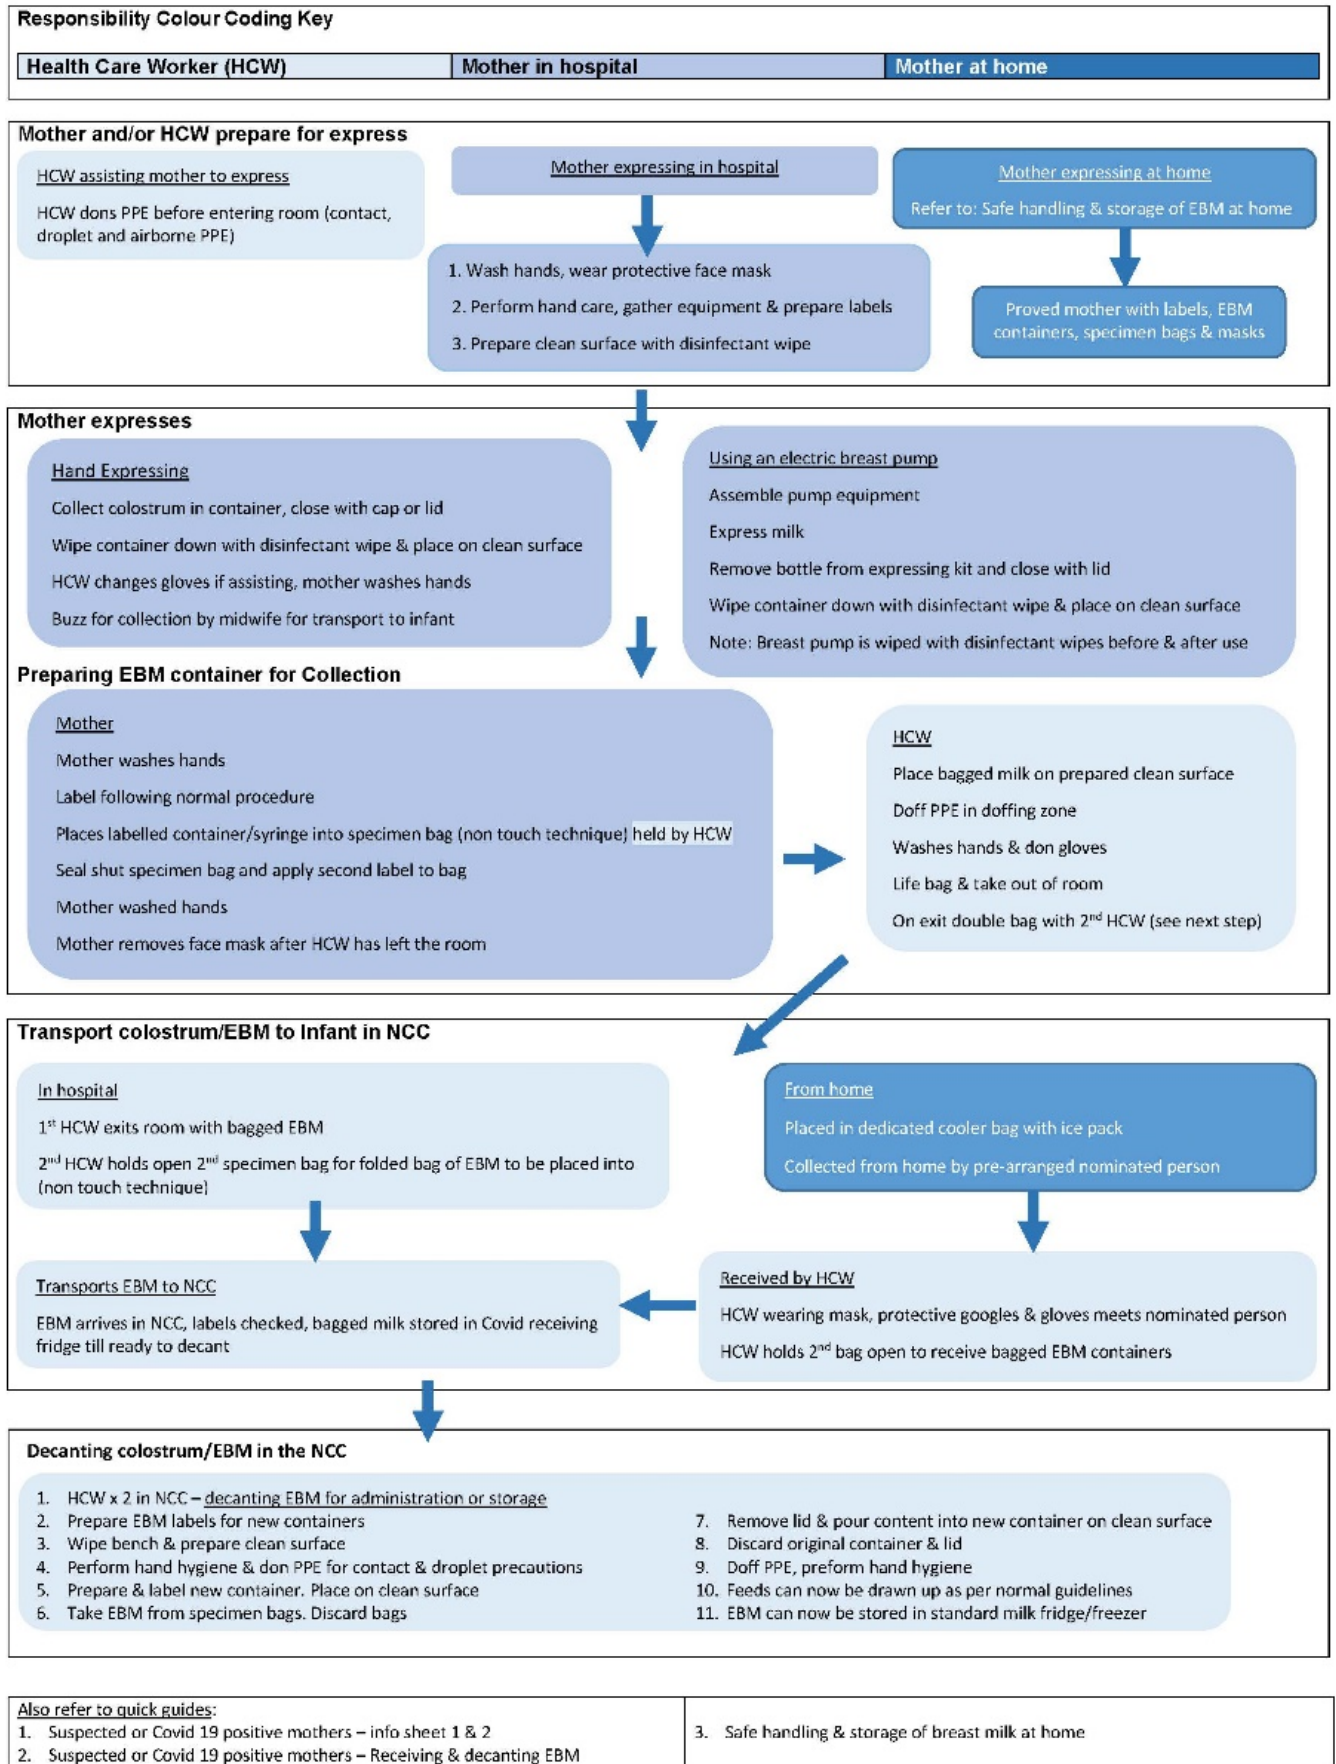 Responsibility Colour Coding Key
Health Care Worker (HCW)
Mother in hospital
Mother at home
Mother and/or HCW prepare for express
HCW assisting mother to express
HCW dons PPE before entering room (contact,
droplet and airborne PPE)
Mother expressing in hospital
1. Wash hands, wear protective face mask
2. Perform hand care, gather equipment & prepare labels
3. Prepare clean surface with disinfectant wipe
Mother expressing at home
Refer to: Safe handling & storage of EBM at home
Proved mother with labels, EBM
containers, specimen bags & masks
Mother expresses
Hand Expressing
Collect colostrum in container, close with cap or lid
Wipe container down with disinfectant wipe & place on clean surface
HCW changes gloves if assisting, mother washes hands
Buzz for collection by midwife for transport to infant
Using an electric breast pump
Assemble pump equipment
Express milk
Remove bottle from expressing kit and close with lid
Wipe container down with disinfectant wipe & place on clean surface
Note: Breast pump is wiped with disinfectant wipes before & after use
Preparing EBM container for Collection
Mother
Mother washes hands
Label following normal procedure
Places labelled container/syringe into specimen bag (non touch technique) held by HCW
Seal shut specimen bag and apply second label to bag
Mother washed hands
Mother removes face mask after HCW has left the room
HCW
Place bagged milk on prepared clean surface
Doff PPE in doffing zone
Washes hands & don gloves
Life bag & take out of room
On exit double bag with 2nd HCW (see next step)
Transport colostrum/EBM to Infant in NCC
In hospital
1st HCW exits room with bagged EBM
2nd HCW holds open 2nd specimen bag for folded bag of EBM to be placed into
(non touch technique)
From home
Placed in dedicated cooler bag with ice pack
Collected from home by pre-arranged nominated person
Transports EBM to NCC
EBM arrives in NCC, labels checked, bagged milk stored in Covid receiving
fridge till ready to decant
Received by HCW
HCW wearing mask, protective googles & gloves meets nominated person
HCW holds 2nd bag open to receive bagged EBM containers
Decanting colostrum/EBM in the NCC
1. HCW x 2 in NCC – decanting EBM for administration or storage
2. Prepare EBM labels for new containers
3. Wipe bench & prepare clean surface
4. Perform hand hygiene & don PPE for contact & droplet precautions
5. Prepare & label new container. Place on clean surface
6. Take EBM from specimen bags. Discard bags
7. Remove lid & pour content into new container on clean surface
8. Discard original container & lid
9. Doff PPE, preform hand hygiene
10. Feeds can now be drawn up as per normal guidelines
11. EBM can now be stored in standard milk fridge/freezer
Also refer to quick guides:
1. Suspected or Covid 19 positive mothers – info sheet 1 & 2
2. Suspected or Covid 19 positive mothers – Receiving & decanting EBM
3. Safe handling & storage of breast milk at home